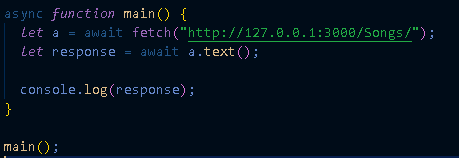 async function main() {
let a = await fetch("http://127.0.0.1:3000/Songs/");
let response = await a.text();
console.log(response);
}
main();